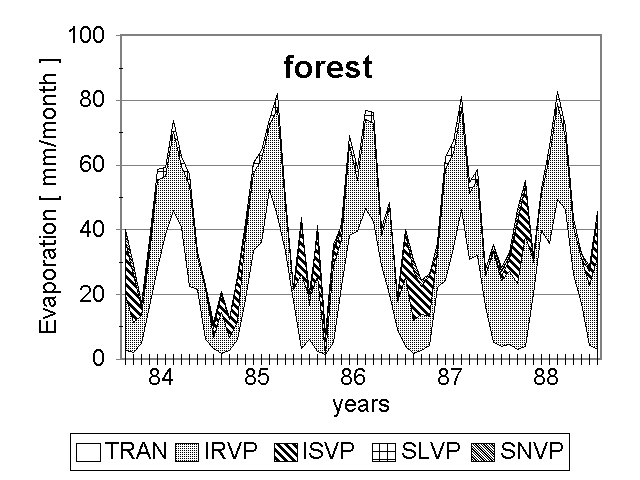 forest
Evaporation [ mm/month ]
100
80
60
40
20
0
84 85 86 87 88
years
TRAN IRVP ISVP SLVP SNVP